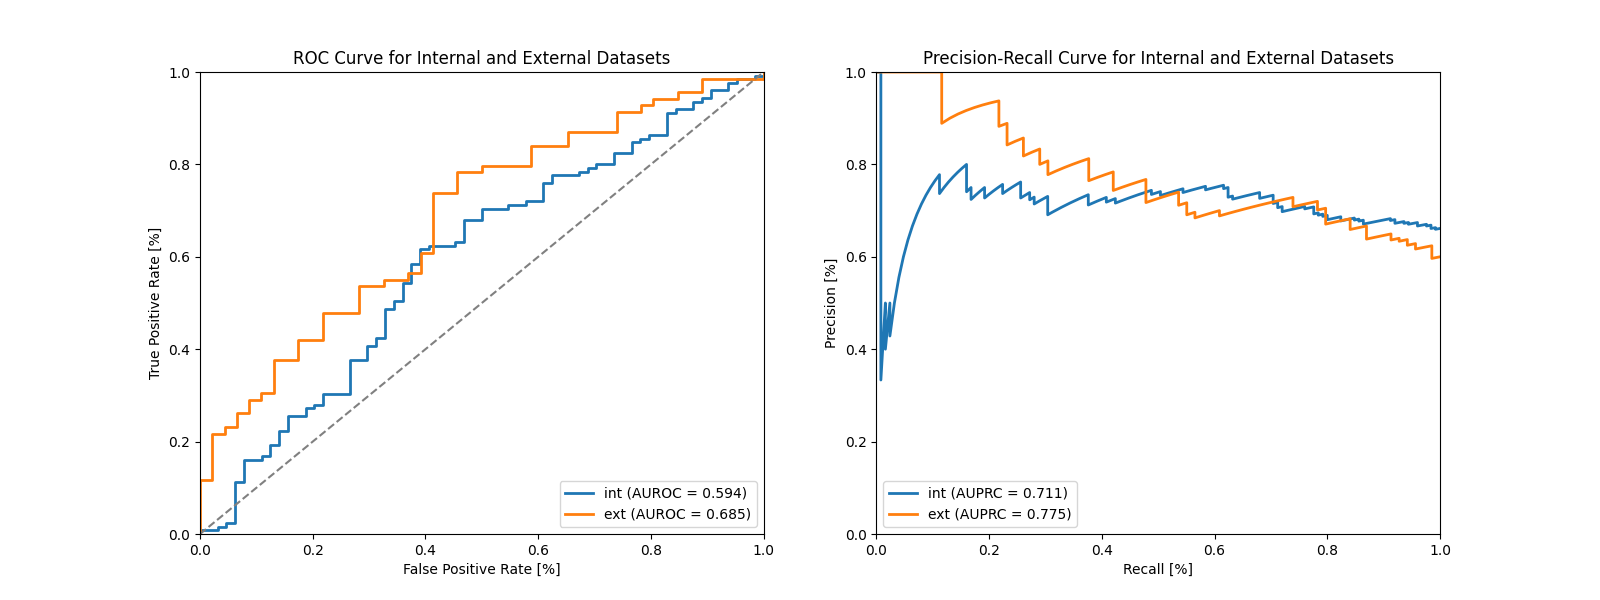 ROC Curve for Internal and External Datasets
1.0
0.8
0.6
0.4
0.2
0.0
True Positive Rate [%]
int (AUROC = 0.594)
ext (AUROC = 0.685)
0.0 0.2 0.4 0.6 0.8 1.0
False Positive Rate [%]
Precision-Recall Curve for Internal and External Datasets
1.0
0.8
0.6
0.4
0.2
0.0
Precision [%]
int (AUPRC = 0.711)
ext (AUPRC = 0.775)
0.0 0.2 0.4 0.6 0.8 1.0
Recall [%]